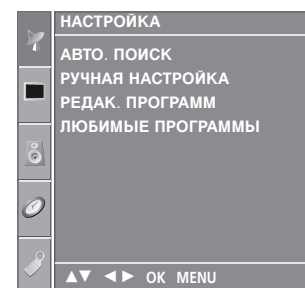 НАСТРОЙКА
АВТО. ПОИСК
РУЧНАЯ НАСТРОЙКА
РЕДАК. ПРОГРАММ
ЛЮБИМЫЕ ПРОГРАММЫ
▲▼ ◄► OK MENU